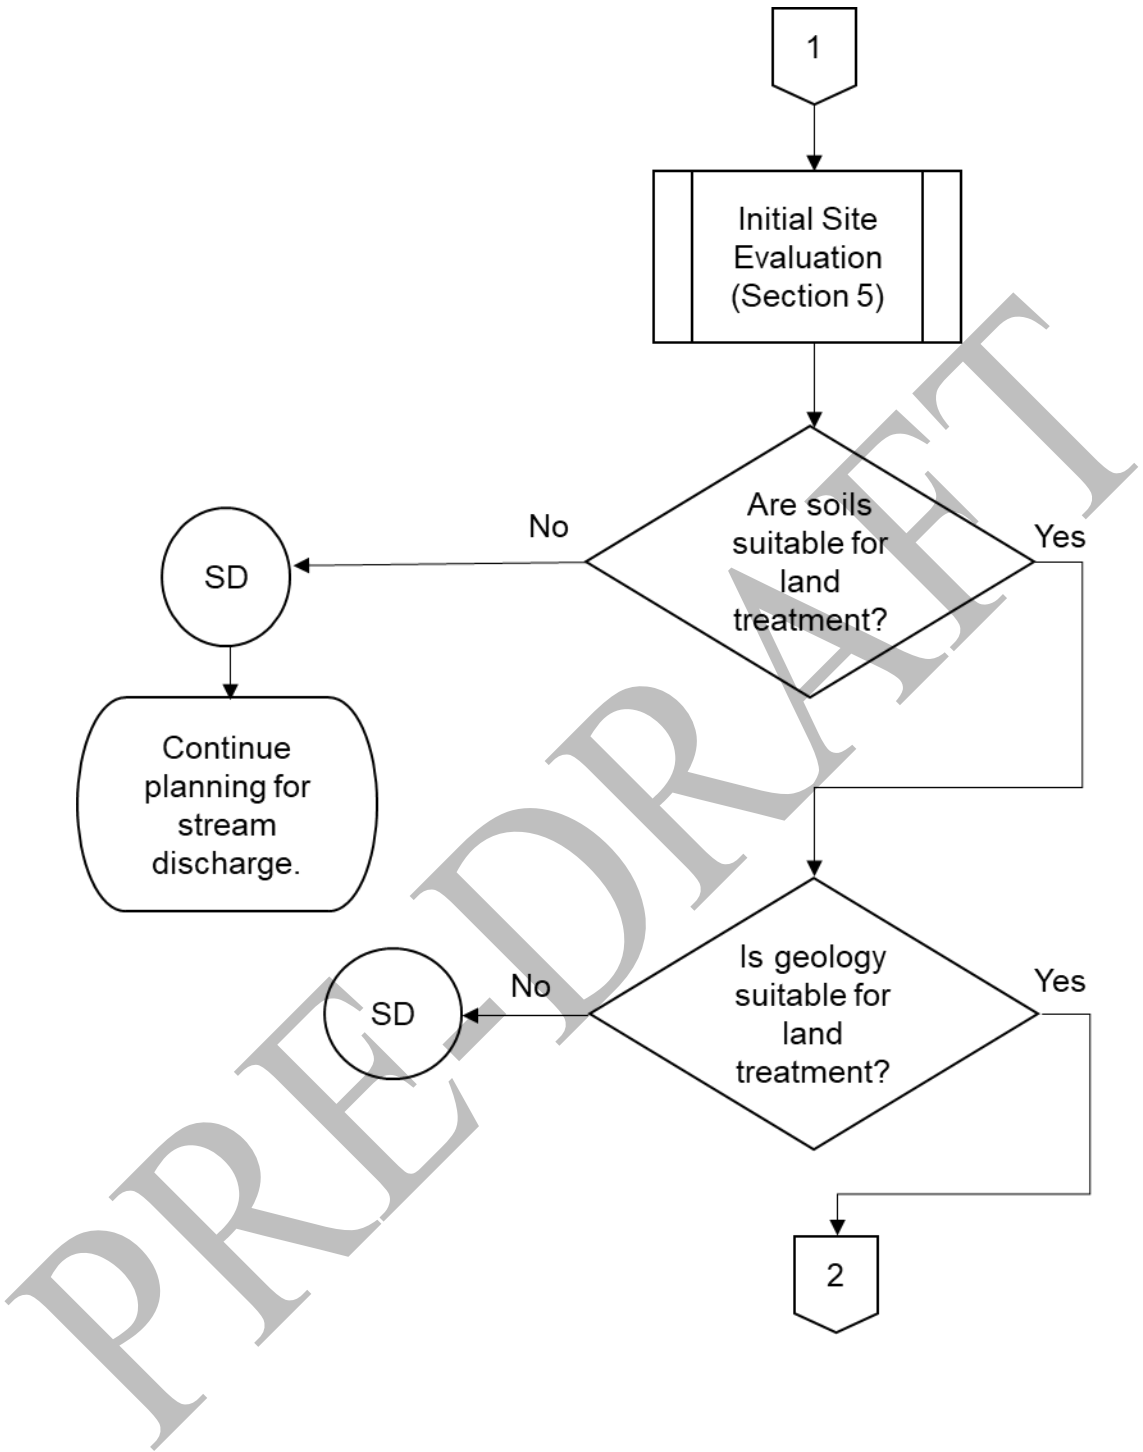 1
Initial Site
Evaluation
(Section 5)
Are soils
suitable for
land
treatment?
No
Yes
SD
Continue
planning for
stream
discharge.
Is geology
suitable for
land
treatment?
No
Yes
SD
2
PRE-DRAFT